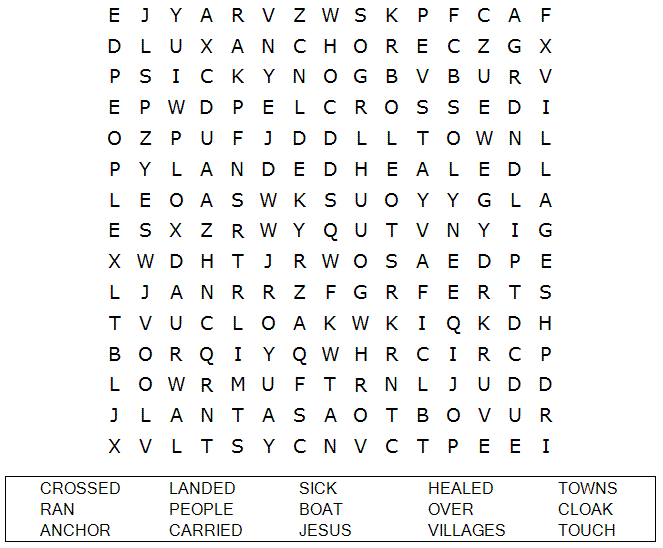 E J Y A R V Z W S K P F C A F
D L U X A N C H O R E C Z G X
P S I C K Y N O G B V B U R V
E P W D P E L C R O S S E D I
O Z P U F J D D L L T O W N L
P Y L A N D E D H E A L E D L
L E O A S W K S U O Y Y G L A
E S X Z R W Y Q U T V N Y I G
X W D H T J R W O S A E D P E
L J A N R R Z F G R F E R T S
T V U C L O A K W K I Q K D H
B O R Q I Y Q W H R C I R C P
L O W R M U F T R N L J U D D
J L A N T A S A O T B O V U R
X V L T S Y C N V C T P E E I
CROSSED LANDED SICK HEALED TOWNS
RAN PEOPLE BOAT OVER CLOAK
ANCHOR CARRIED JESUS VILLAGES TOUCH